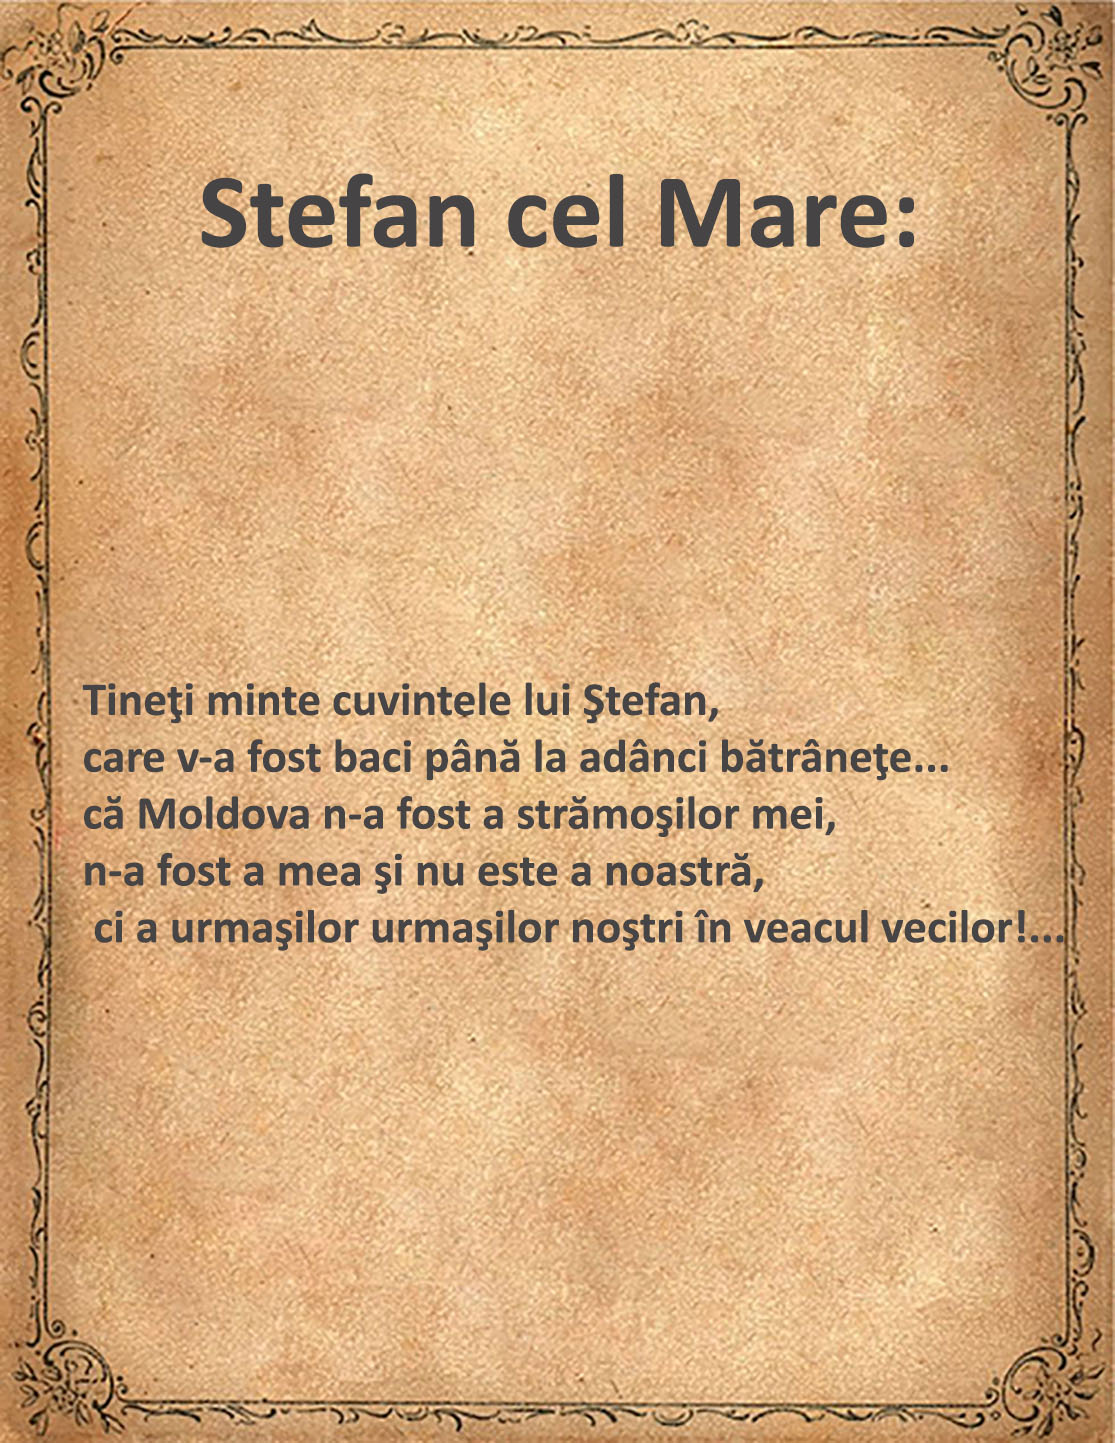 Stefan cel Mare:
Tineţi minte cuvintele lui Ştefan,
care v-a fost baci până la adânci bătrâneţe...
că Moldova n-a fost a strămoşilor mei,
n-a fost a mea şi nu este a noastră,
ci a urmaşilor urmaşilor noştri în veacul vecilor!...